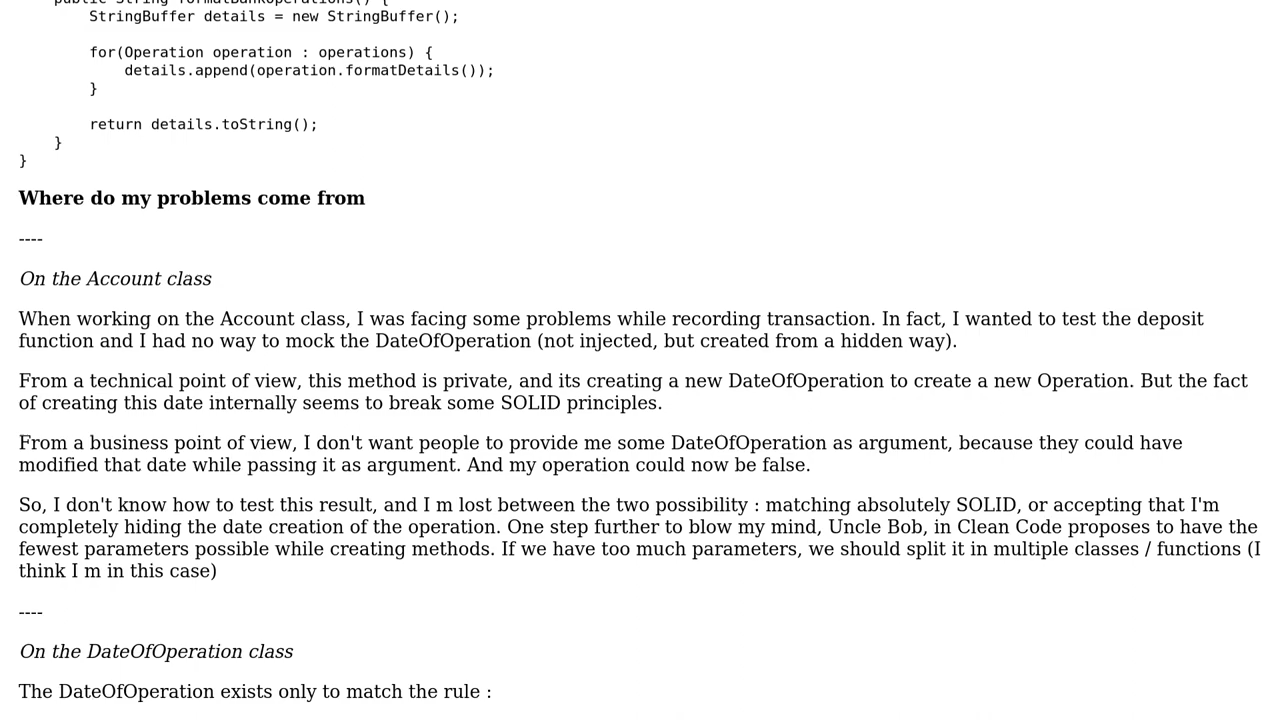 public String formatBankOperations() {
StringBuffer details = new StringBuffer();
for(Operation operation : operations) {
details.append(operation.formatDetails());
}
return details.toString();
}
}
Where do my problems come from
----
On the Account class
When working on the Account class, I was facing some problems while recording transaction. In fact, I wanted to test the deposit
function and I had no way to mock the DateOfOperation (not injected, but created from a hidden way).
From a technical point of view, this method is private, and its creating a new DateOfOperation to create a new Operation. But the fact
of creating this date internally seems to break some SOLID principles.
From a business point of view, I don't want people to provide me some DateOfOperation as argument, because they could have
modified that date while passing it as argument. And my operation could now be false.
So, I don't know how to test this result, and I m lost between the two possibility : matching absolutely SOLID, or accepting that I'm
completely hiding the date creation of the operation. One step further to blow my mind, Uncle Bob, in Clean Code proposes to have the
fewest parameters possible while creating methods. If we have too much parameters, we should split it in multiple classes / functions (I
think I m in this case)
----
On the DateOfOperation class
The DateOfOperation exists only to match the rule :